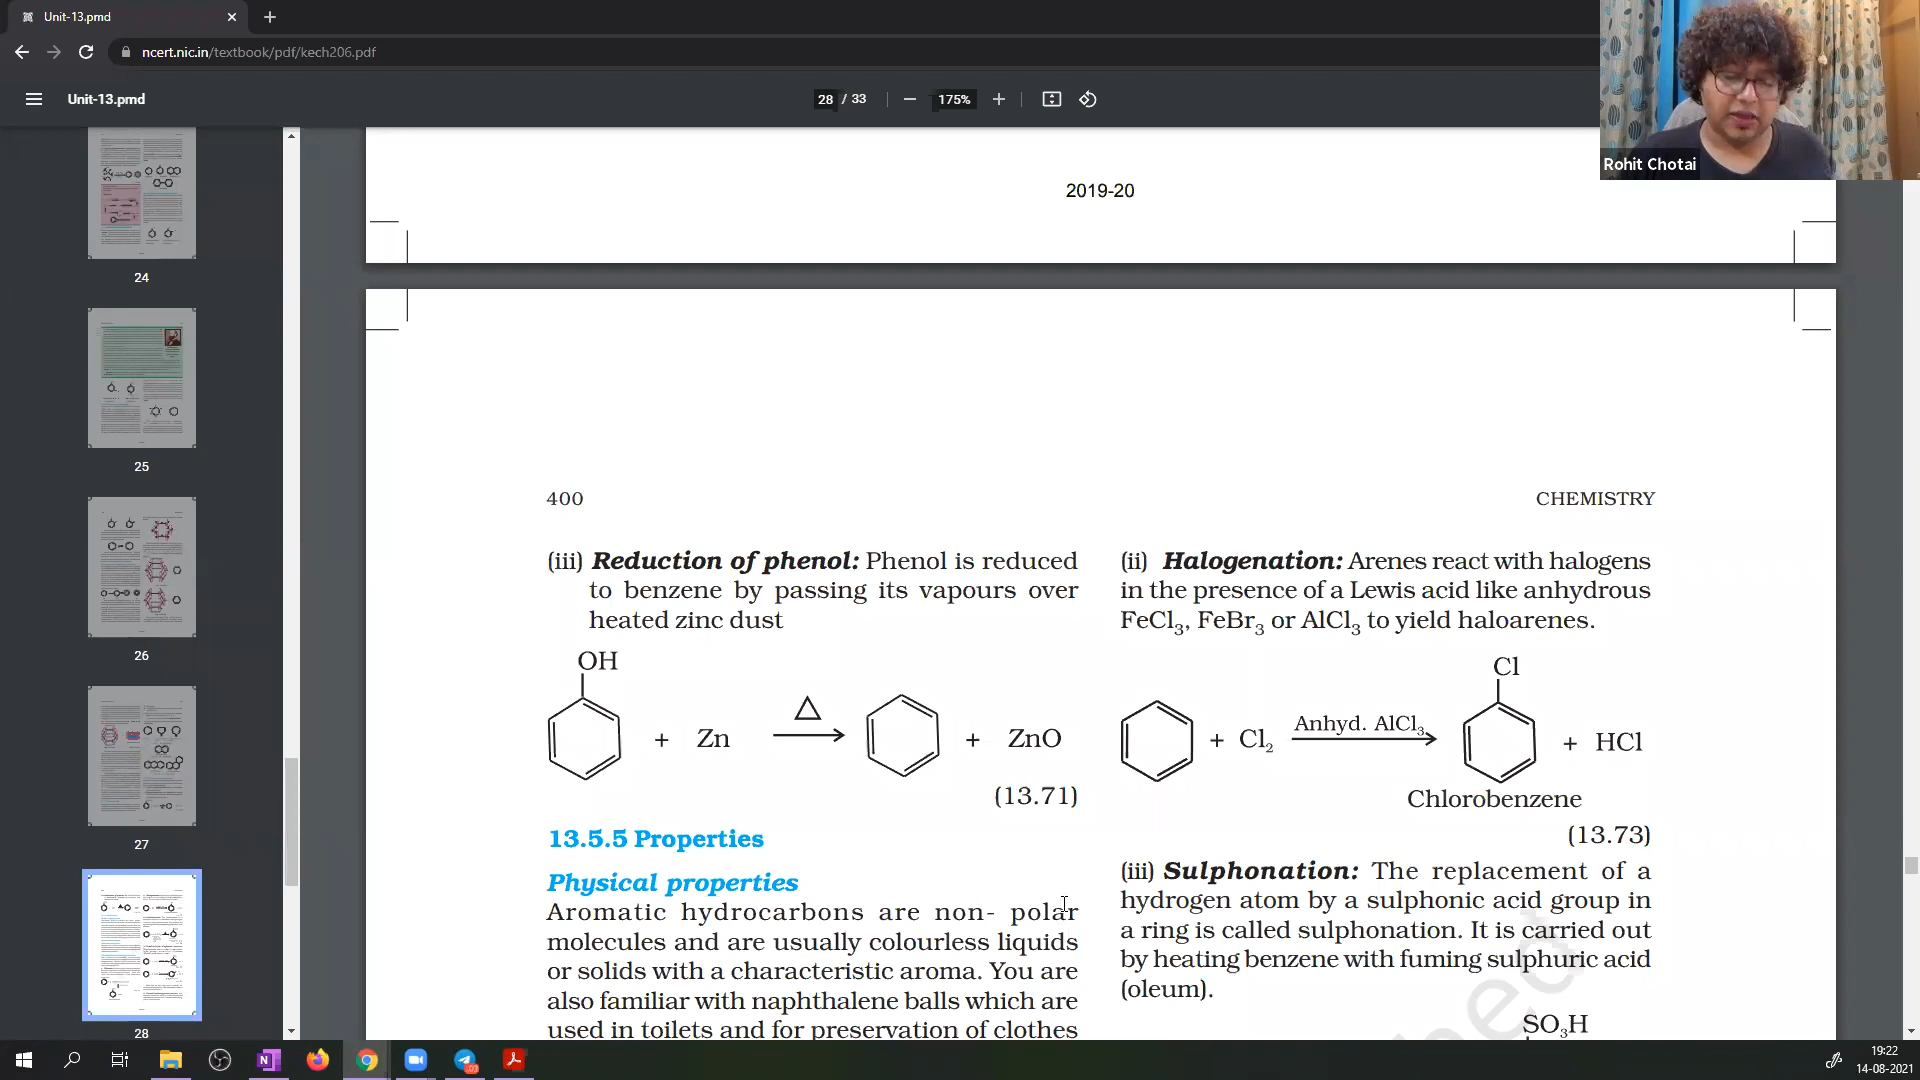 Unit-13.pmd
ncert.nic.in/textbook/pdf/kech206.pdf
Unit-13.pmd
28 / 33
175%
Rohit Chotai
24
25
26
27
28
2019-20
400
CHEMISTRY
(iii) Reduction of phenol: Phenol is reduced
to benzene by passing its vapours over
heated zinc dust
OH
+ Zn △ + ZnO
(13.71)
13.5.5 Properties
Physical properties
Aromatic hydrocarbons are non- polar
molecules and are usually colourless liquids
or solids with a characteristic aroma. You are
also familiar with naphthalene balls which are
used in toilets and for preservation of clothes
(ii) Halogenation: Arenes react with halogens
in the presence of a Lewis acid like anhydrous
FeCl₃, FeBr₃ or AlCl₃ to yield haloarenes.
Cl
+ Cl₂ Anhyd. AlCl₃ + HCl
Chlorobenzene
(13.73)
(iii) Sulphonation: The replacement of a
hydrogen atom by a sulphonic acid group in
a ring is called sulphonation. It is carried out
by heating benzene with fuming sulphuric acid
(oleum).
SO₃H
19:22
14-08-2021